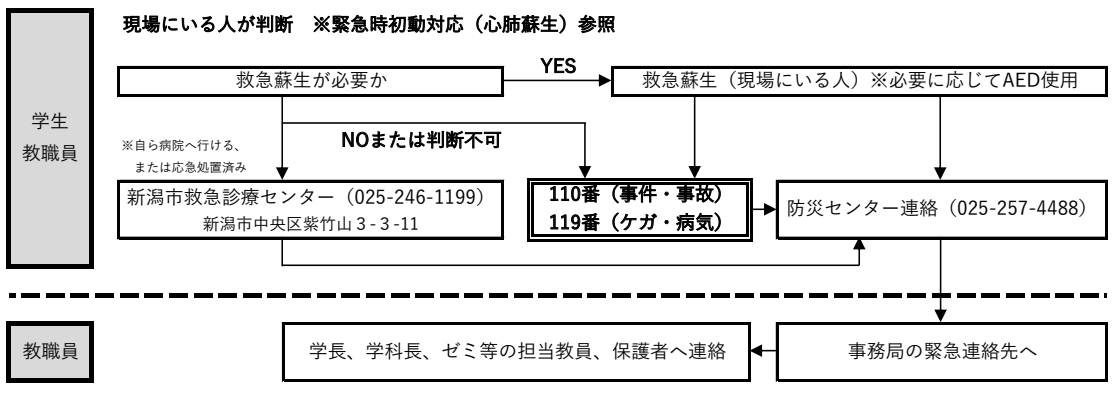 現場にいる人が判断　※緊急時初動対応（心肺蘇生）参照
学生
教職員
救急蘇生が必要か
YES
救急蘇生（現場にいる人）※必要に応じてAED使用
NOまたは判断不可
※自ら病院へ行ける、
または応急処置済み
新潟市救急診療センター（025-246-1199）
新潟市中央区紫竹山３-３-11
110番（事件・事故）
119番（ケガ・病気）
防災センター連絡（025-257-4488）
教職員
学長、学科長、ゼミ等の担当教員、保護者へ連絡
事務局の緊急連絡先へ